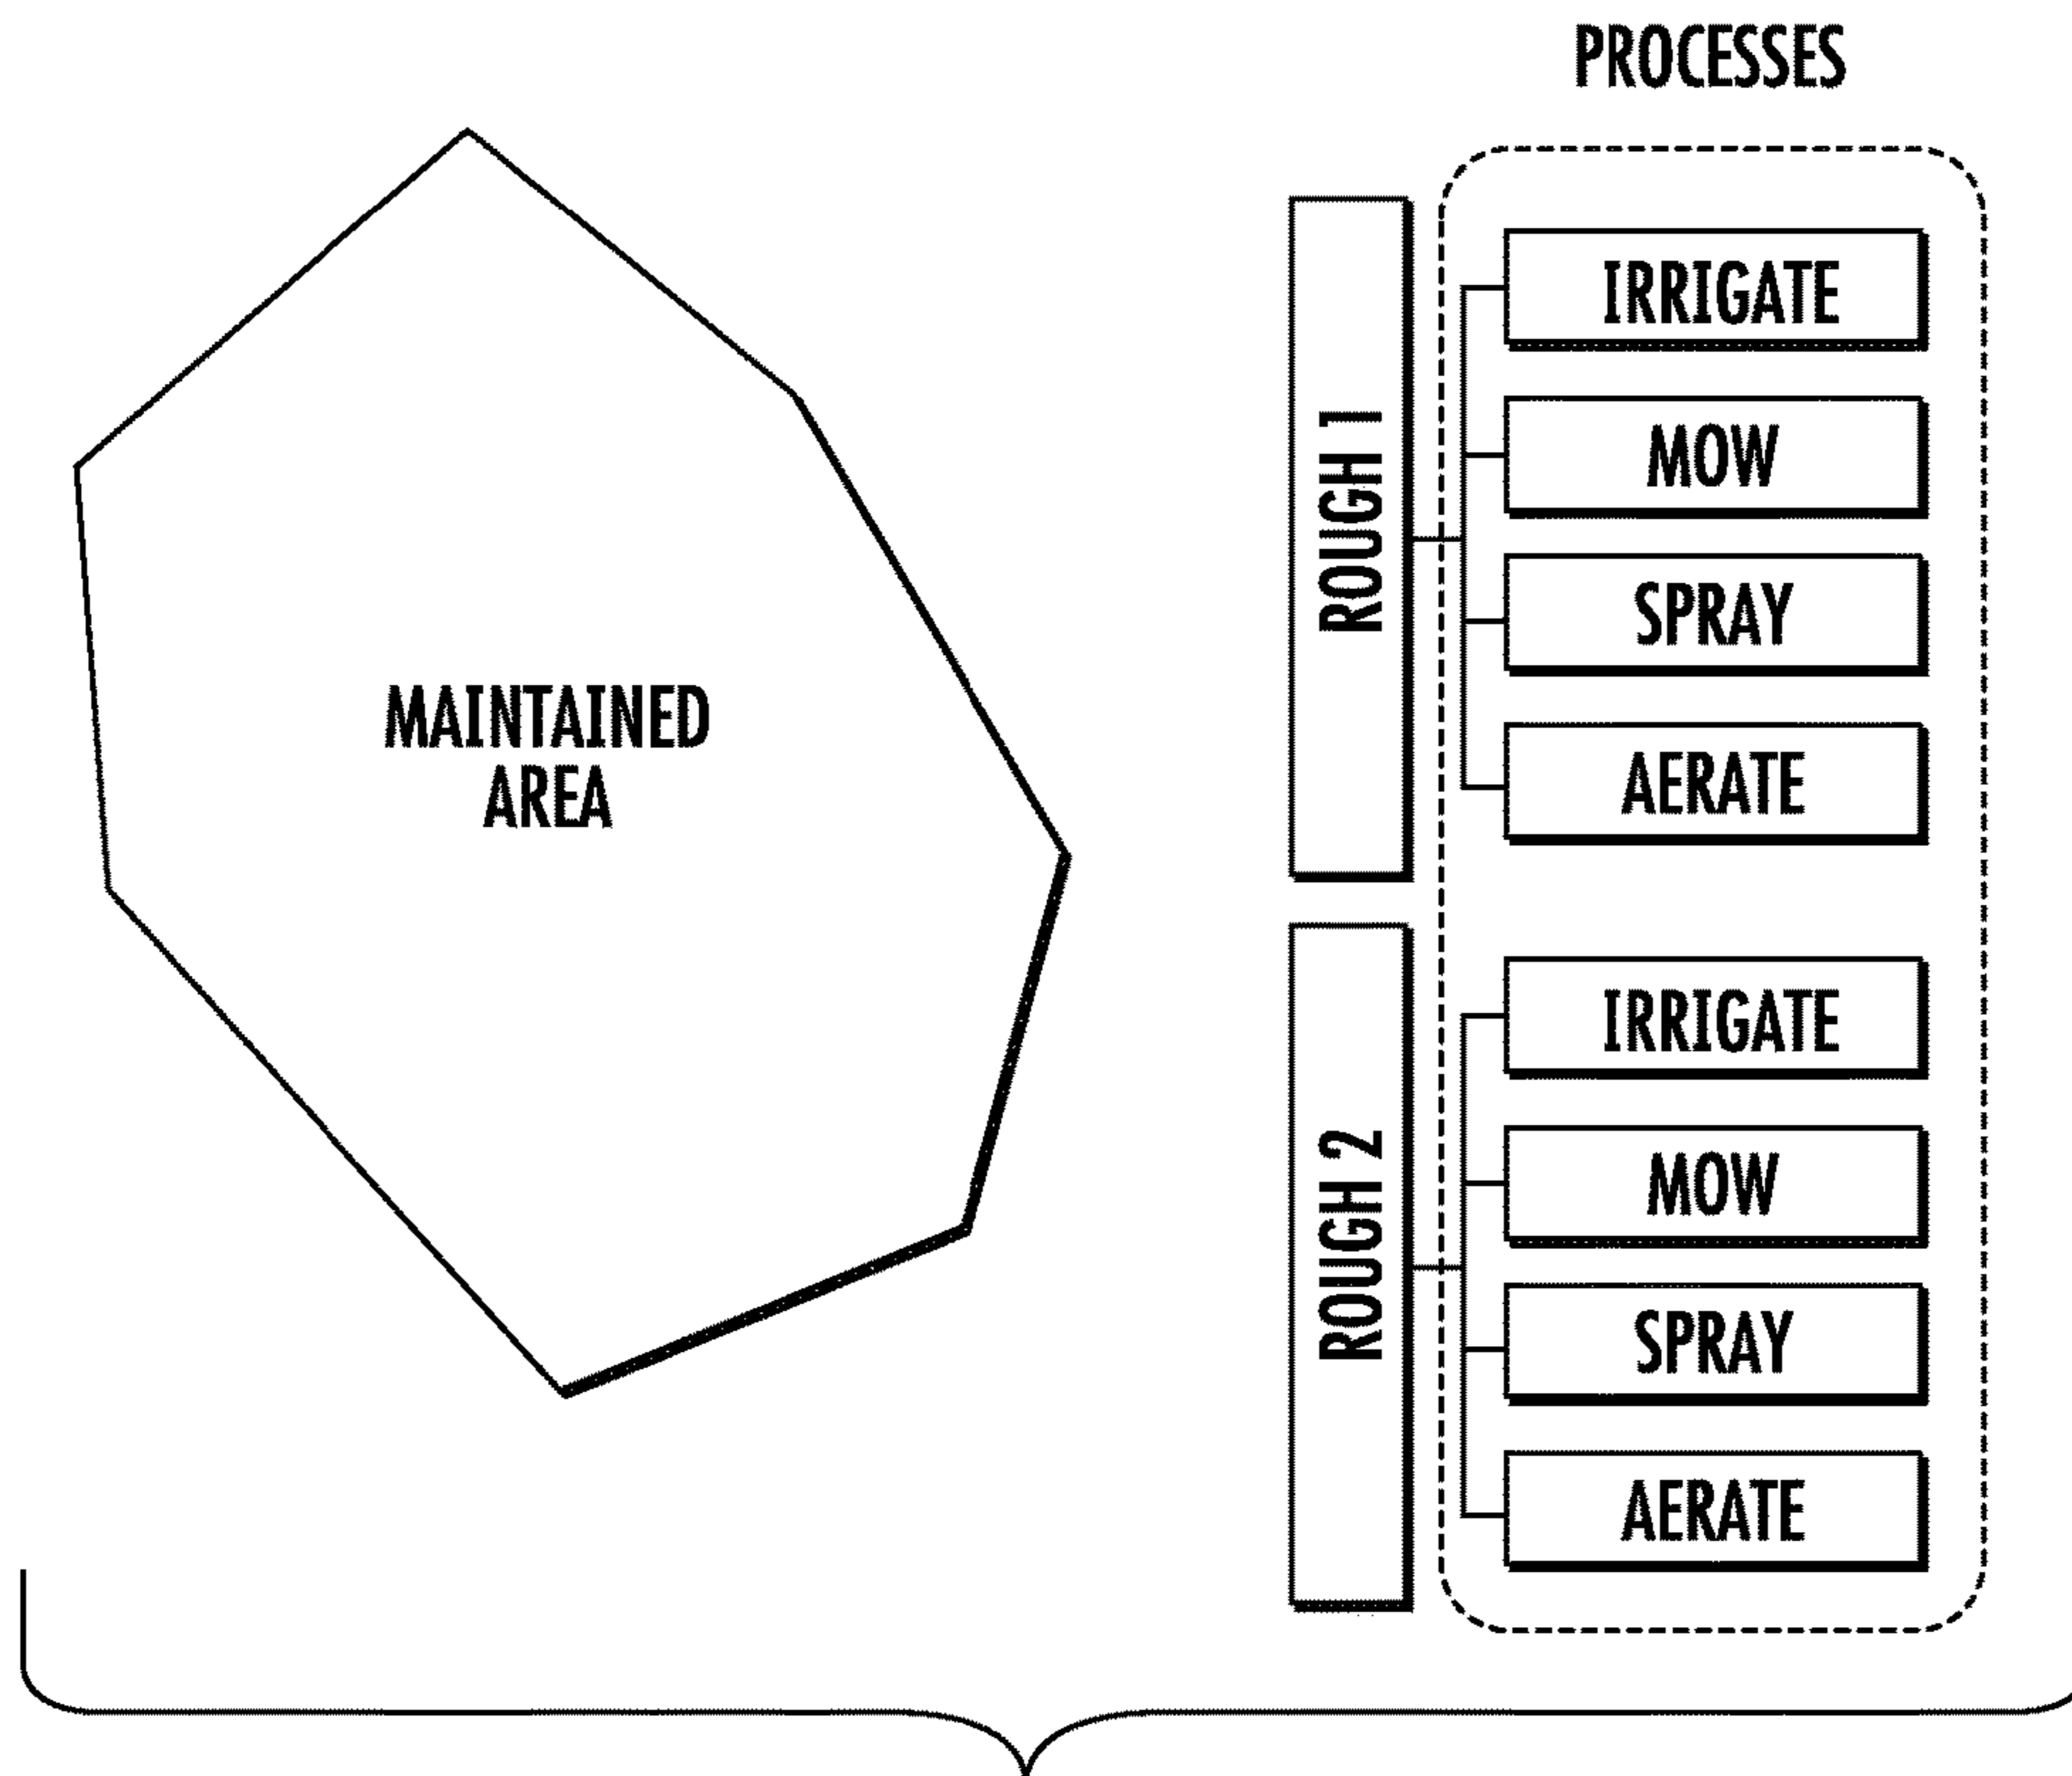 PROCESSES
MAINTAINED
AREA
ROUGH 1
IRRIGATE
MOW
SPRAY
AERATE
ROUGH 2
IRRIGATE
MOW
SPRAY
AERATE